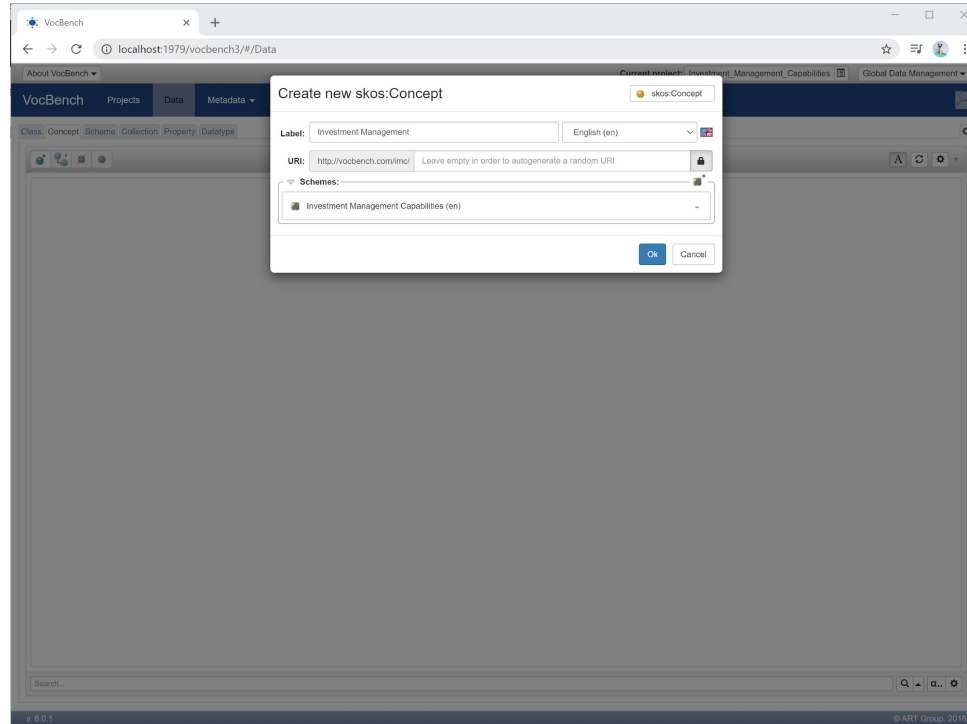 VocBench
localhost:1979/vocbench3/#/Data
About VocBench
Current project: Investment_Management_Capabilities
Global Data Management
VocBench Projects Data Metadata
Class Concept Scheme Collection Property Datatype
Create new skos:Concept
skos:Concept
Label: Investment Management English (en)
URI: http://vocbench.com/imc/ Leave empty in order to autogenerate a random URI
Schemes:
Investment Management Capabilities (en)
Ok Cancel
A
Search...
α..
v. 8.0.1
© ART Group, 2016